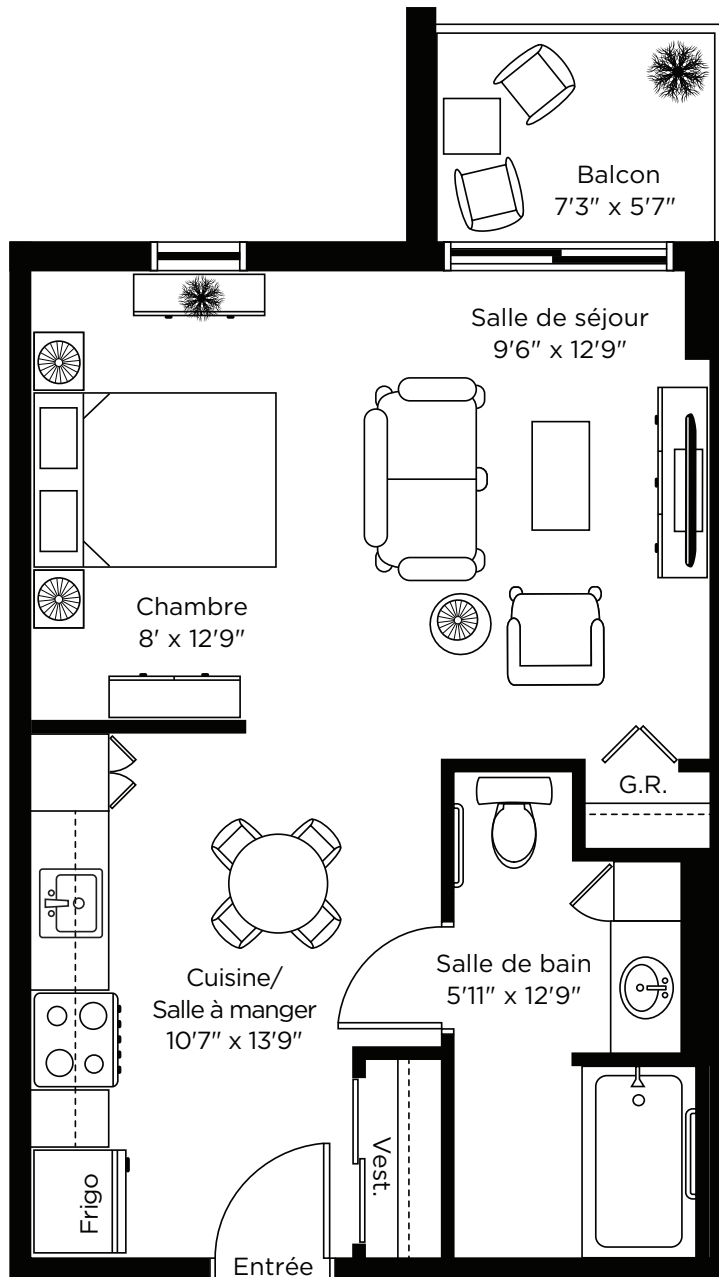 Balcon
7'3" x 5'7"
Salle de séjour
9'6" x 12'9"
Chambre
8' x 12'9"
G.R.
Cuisine/
Salle à manger
10'7" x 13'9"
Salle de bain
5'11" x 12'9"
Vest.
Frigo
Entrée